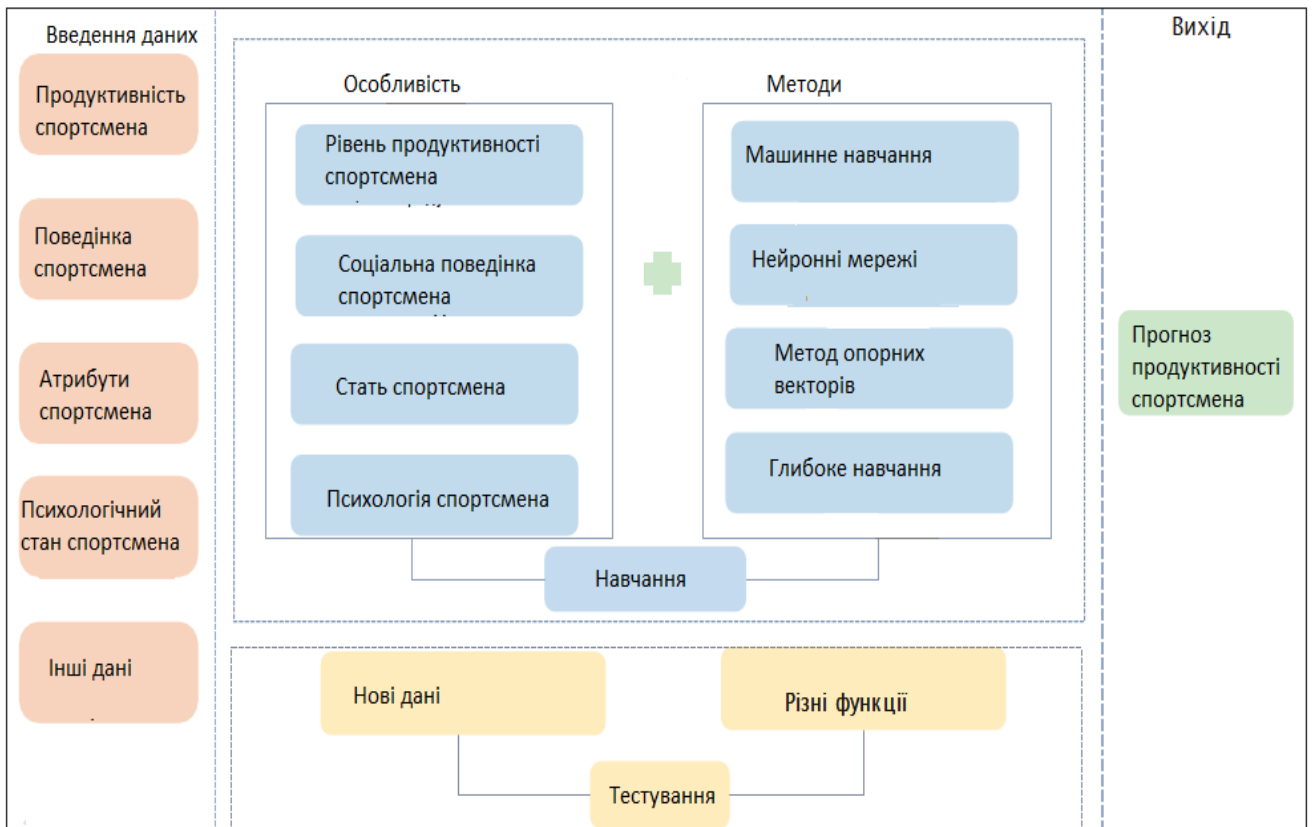 Введення даних
Продуктивність
спортсмена
Поведінка
спортсмена
Атрибути
спортсмена
Психологічний
стан спортсмена
Інші дані
Особливість
Рівень продуктивності
спортсмена
Соціальна поведінка
спортсмена
Стать спортсмена
Психологія спортсмена
Методи
Машинне навчання
Нейронні мережі
Метод опорних
векторів
Глибоке навчання
Навчання
Нові дані
Різні функції
Тестування
Вихід
Прогноз
продуктивності
спортсмена